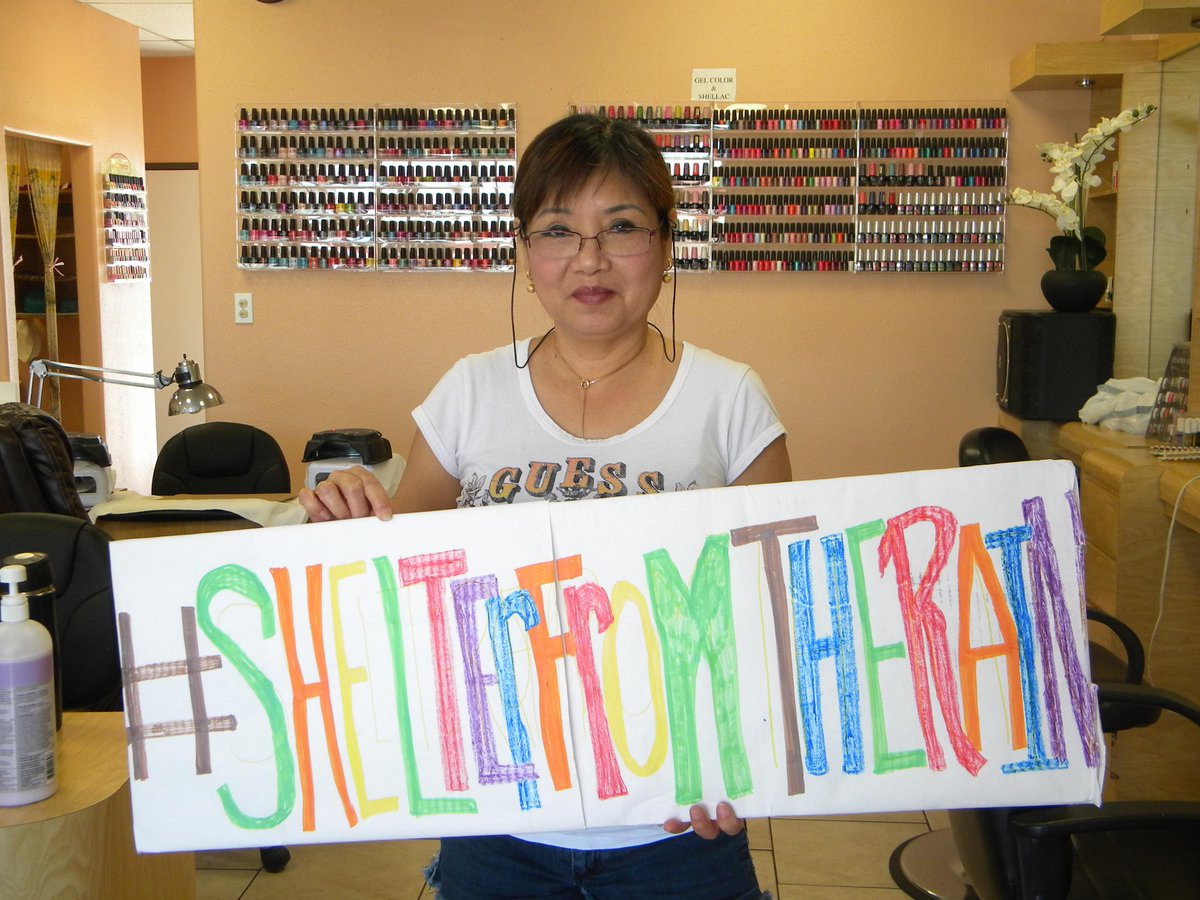 GEL COLOR
&
SHELLAC
GUESS
#SHELTErFrOMTHERAIN